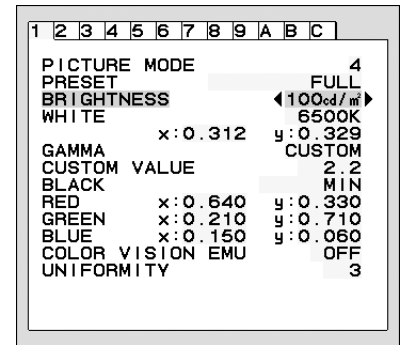 1 2 3 4 5 6 7 8 9 A B C
PICTURE MODE 4
PRESET FULL
BRIGHTNESS 100cd/㎡
WHITE 6500K
x:0.312 y:0.329
GAMMA CUSTOM
CUSTOM VALUE 2.2
BLACK MIN
RED x:0.640 y:0.330
GREEN x:0.210 y:0.710
BLUE x:0.150 y:0.060
COLOR VISION EMU OFF
UNIFORMITY 3